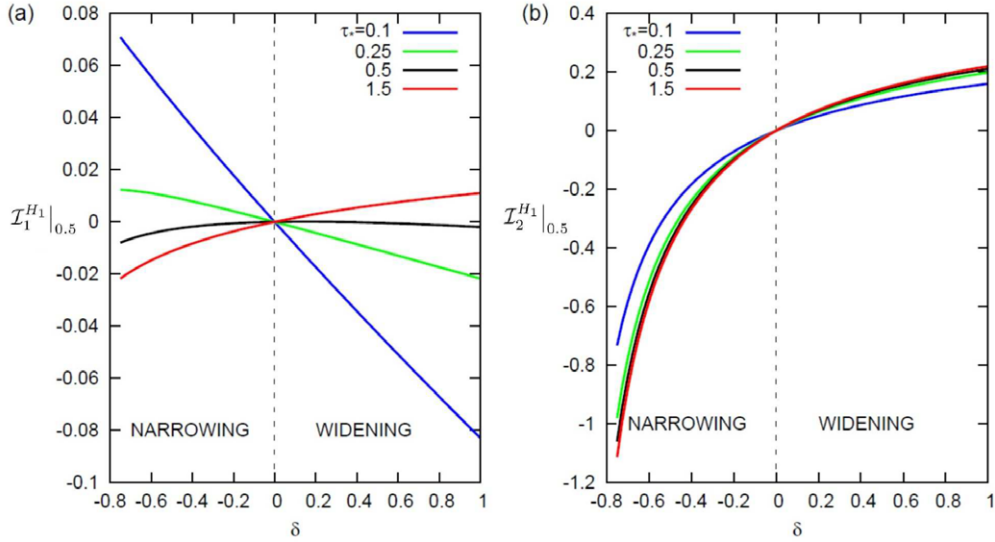 (a)
τ*=0.1
0.25
0.5
1.5
0.08
0.06
0.04
0.02
0
-0.02
-0.04
-0.06
-0.08
-0.1
I₁^H₁|₀.₅
NARROWING WIDENING
-0.8 -0.6 -0.4 -0.2 0 0.2 0.4 0.6 0.8 1
δ
(b)
τ*=0.1
0.25
0.5
1.5
0.4
0.2
0
-0.2
-0.4
-0.6
-0.8
-1
-1.2
I₂^H₁|₀.₅
NARROWING WIDENING
-0.8 -0.6 -0.4 -0.2 0 0.2 0.4 0.6 0.8 1
δ